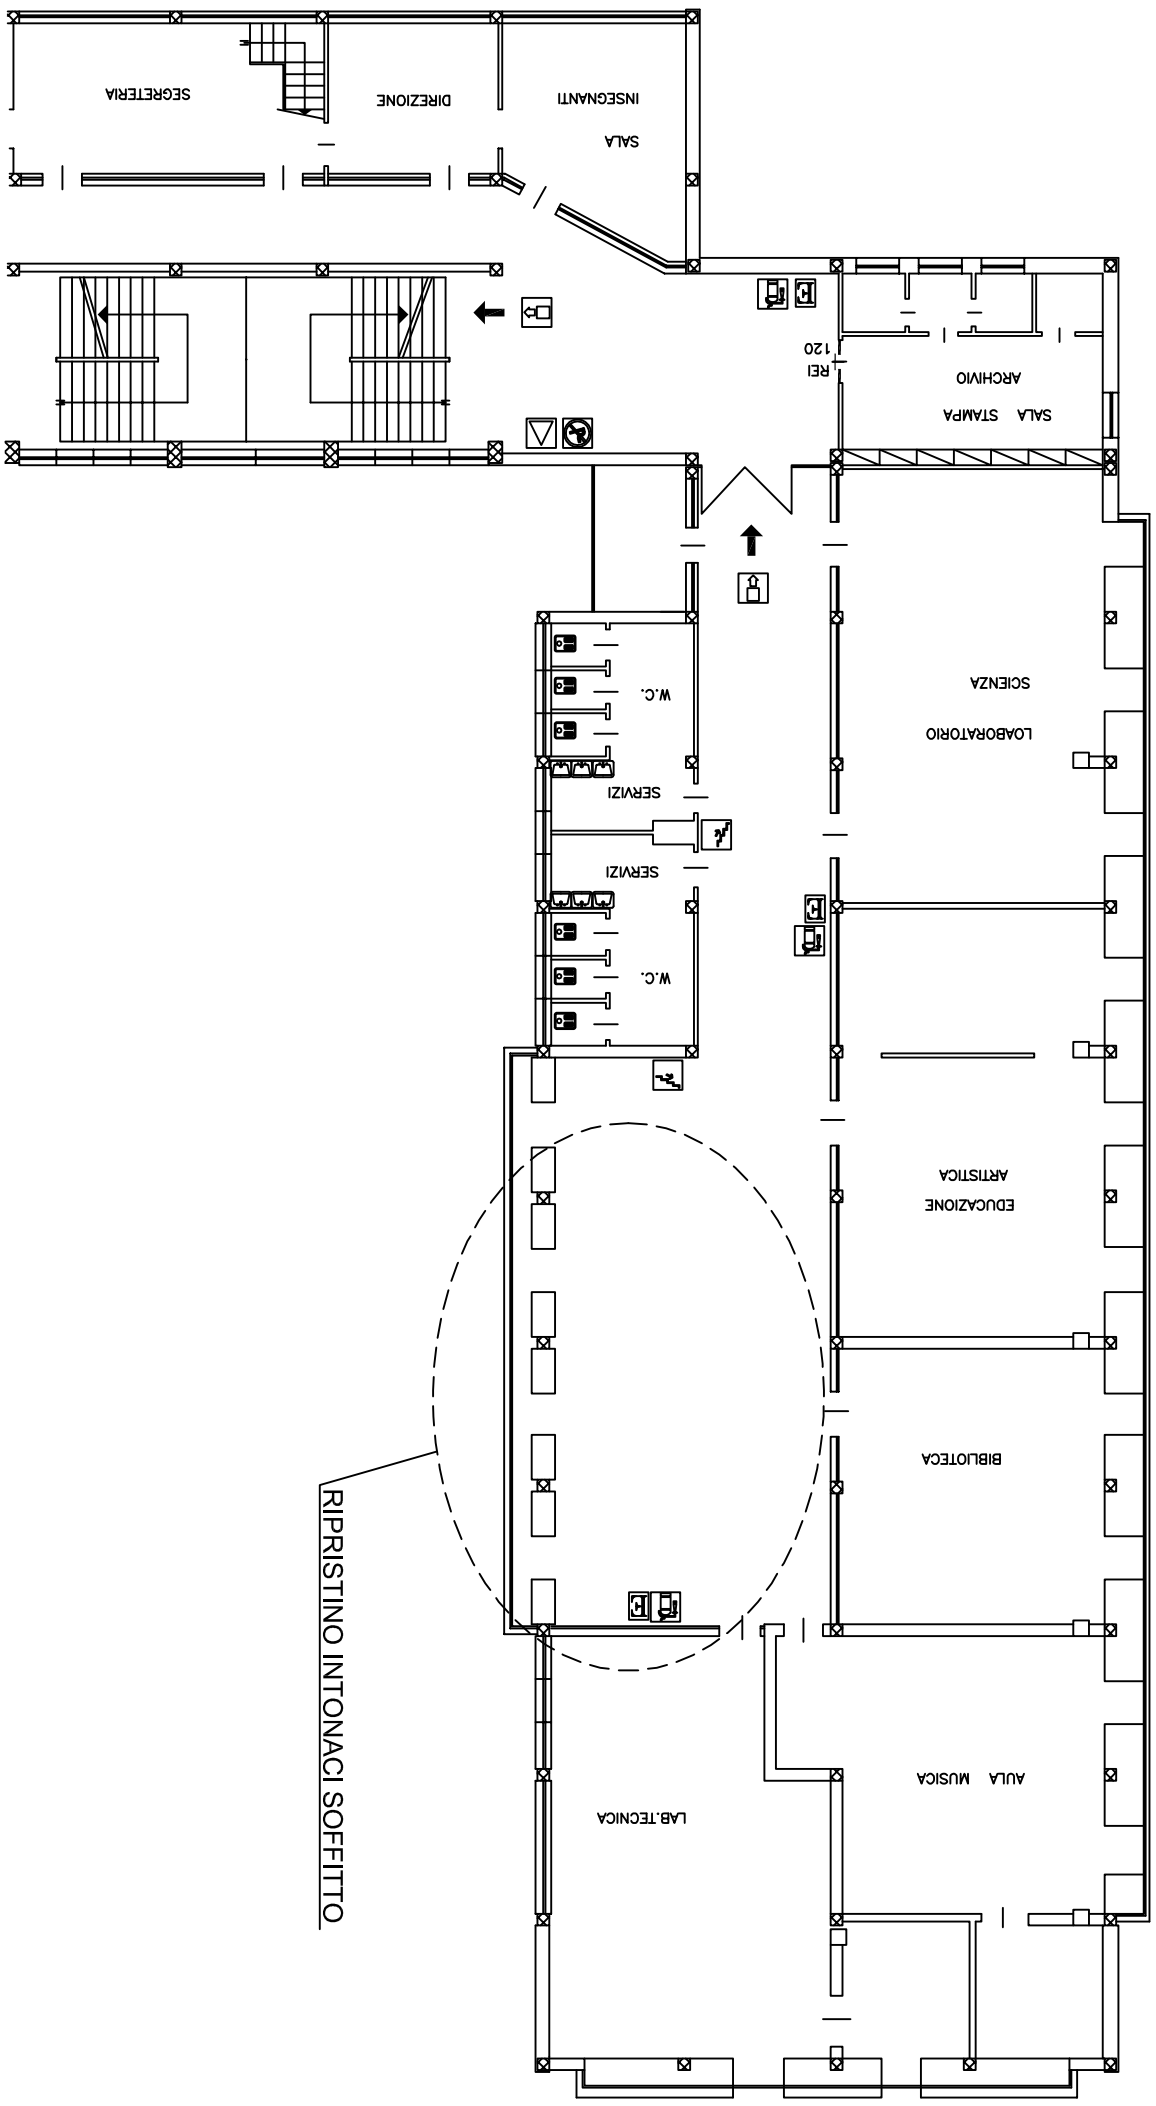 SEGRETERIA
DIREZIONE
SALA
INSEGNANTI
REI
120
SALA STAMPA
ARCHIVIO
LOABORATORIO
SCIENZA
W.C.
SERVIZI
SERVIZI
W.C.
EDUCAZIONE
ARTISTICA
BIBLIOTECA
RIPRISTINO INTONACI SOFFITTO
AULA MUSICA
LAB.TECNICA